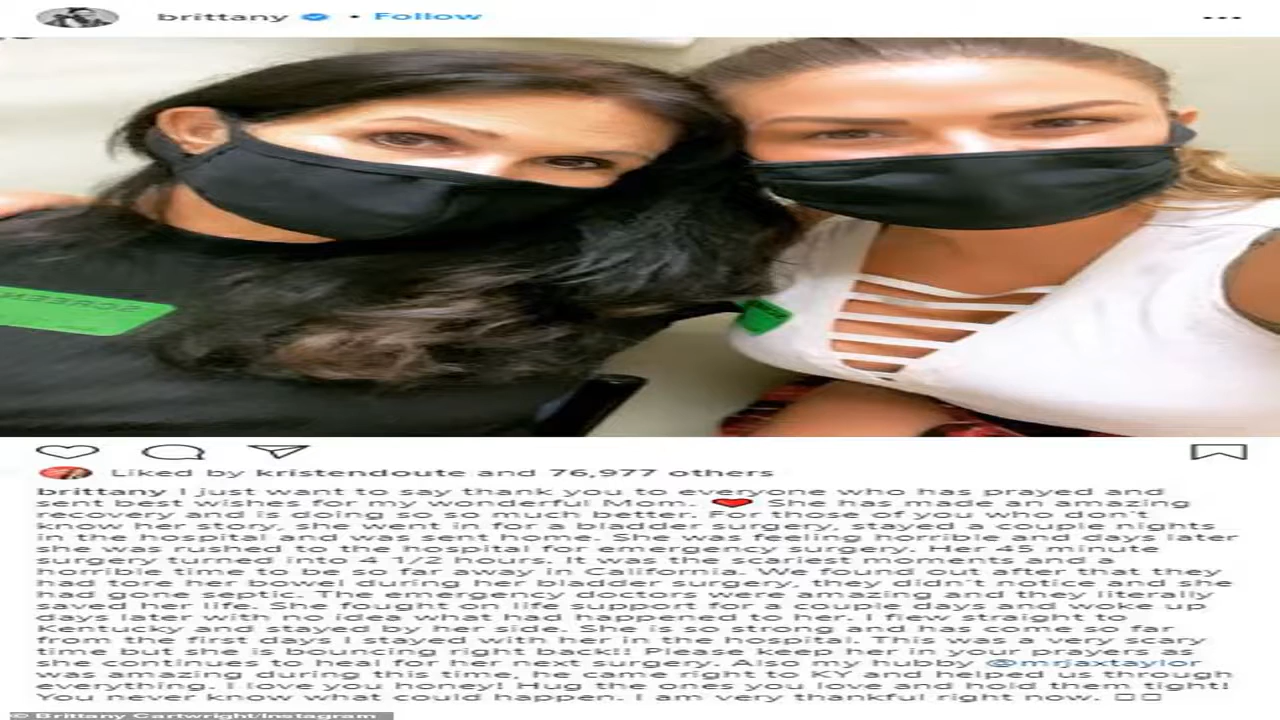 brittany • Follow
SCREENED
Liked by kristendoute and 76,977 others
brittany I just want to say thank you to everyone who has prayed and
sent best wishes for my wonderful Mom. ❤️ She has made an amazing
recovery and is doing so so much better. For those of you who don't
know her story, she went in for a bladder surgery, stayed a couple nights
in the hospital and was sent home. She was feeling horrible and days later
she was rushed to the hospital for emergency surgery. Her 45 minute
surgery turned into 4 1/2 hours. It was the scariest moments and a
horrible time to be so far away in California. We found out after that they
had tore her bowel during her bladder surgery, they didn't notice and she
had gone septic. The emergency doctors were amazing and they literally
saved her life. She fought on life support for a couple days and woke up
days later with no idea what had happened to her. I flew straight to
Kentucky and stayed by her side. She is so strong and has come so far
from the first days I stayed with her in the hospital. This was a very scary
time but she is bouncing right back!! Please keep her in your prayers as
she continues to heal for her next surgery. Also my hubby @mrjaxtaylor
was amazing during this time, he came right to KY and helped us through
everything. I love you honey! Hug the ones you love and hold them tight!
You never know what could happen. I am very thankful right now. □□
© Brittany Cartwright/Instagram